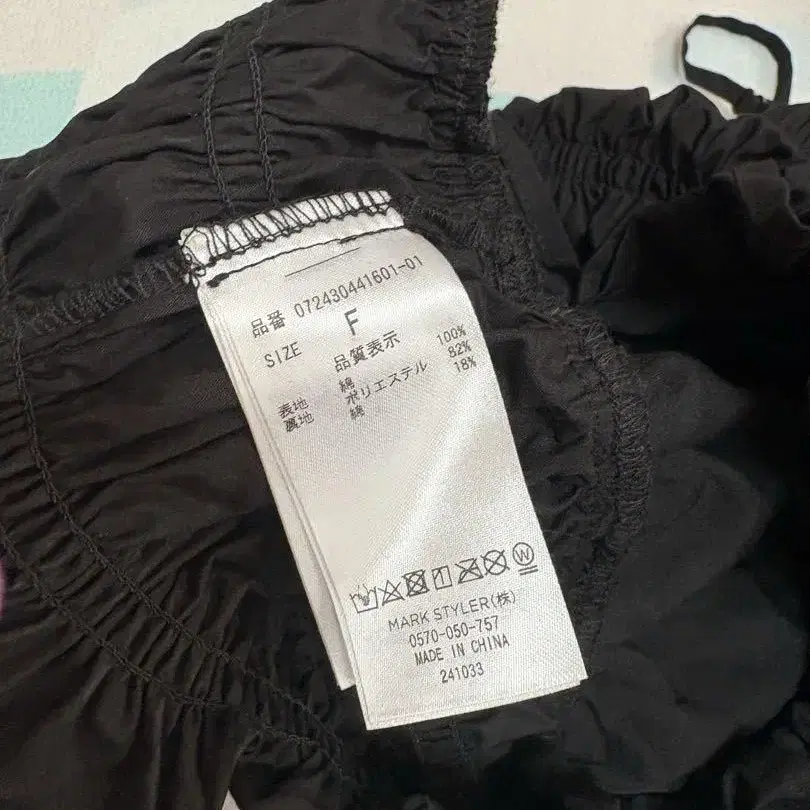 品番 072430441601-01
SIZE F
品質表示
表地 綿 100%
裏地 ポリエステル 82%
綿 18%
MARK STYLER(株)
0570-050-757
MADE IN CHINA
241033